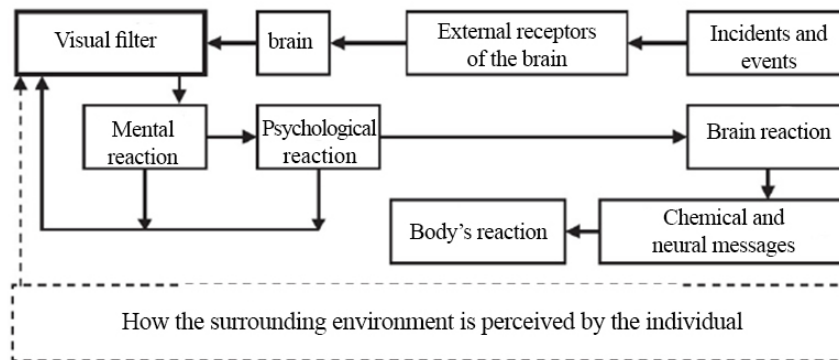 Visual filter
brain
External receptors
of the brain
Incidents and
events
Mental
reaction
Psychological
reaction
Brain reaction
Body's reaction
Chemical and
neural messages
How the surrounding environment is perceived by the individual